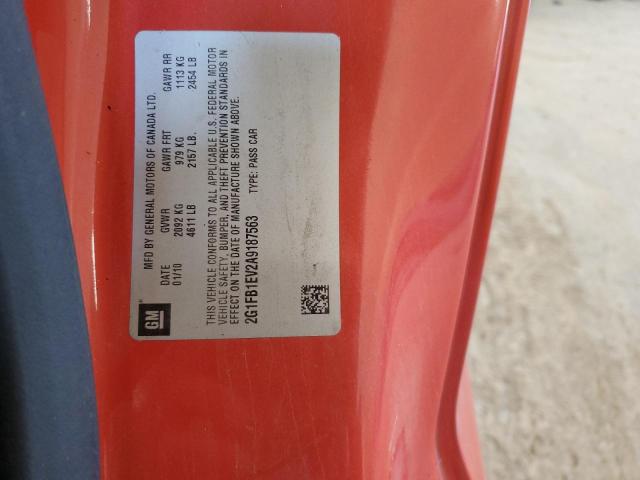 MFD BY GENERAL MOTORS OF CANADA LTD.
DATE GVWR GAWR FRT GAWR RR
01/10 2092 KG 979 KG 1113 KG
4611 LB 2157 LB. 2454 LB
THIS VEHICLE CONFORMS TO ALL APPLICABLE U.S. FEDERAL MOTOR
VEHICLE SAFETY, BUMPER, AND THEFT PREVENTION STANDARDS IN
EFFECT ON THE DATE OF MANUFACTURE SHOWN ABOVE.
2G1FB1EV2A9187563 TYPE: PASS CAR
GM